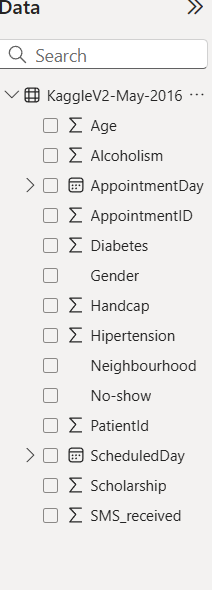 Data
Search
KaggleV2-May-2016
Age
Alcoholism
AppointmentDay
AppointmentID
Diabetes
Gender
Handcap
Hipertension
Neighbourhood
No-show
PatientId
ScheduledDay
Scholarship
SMS_received